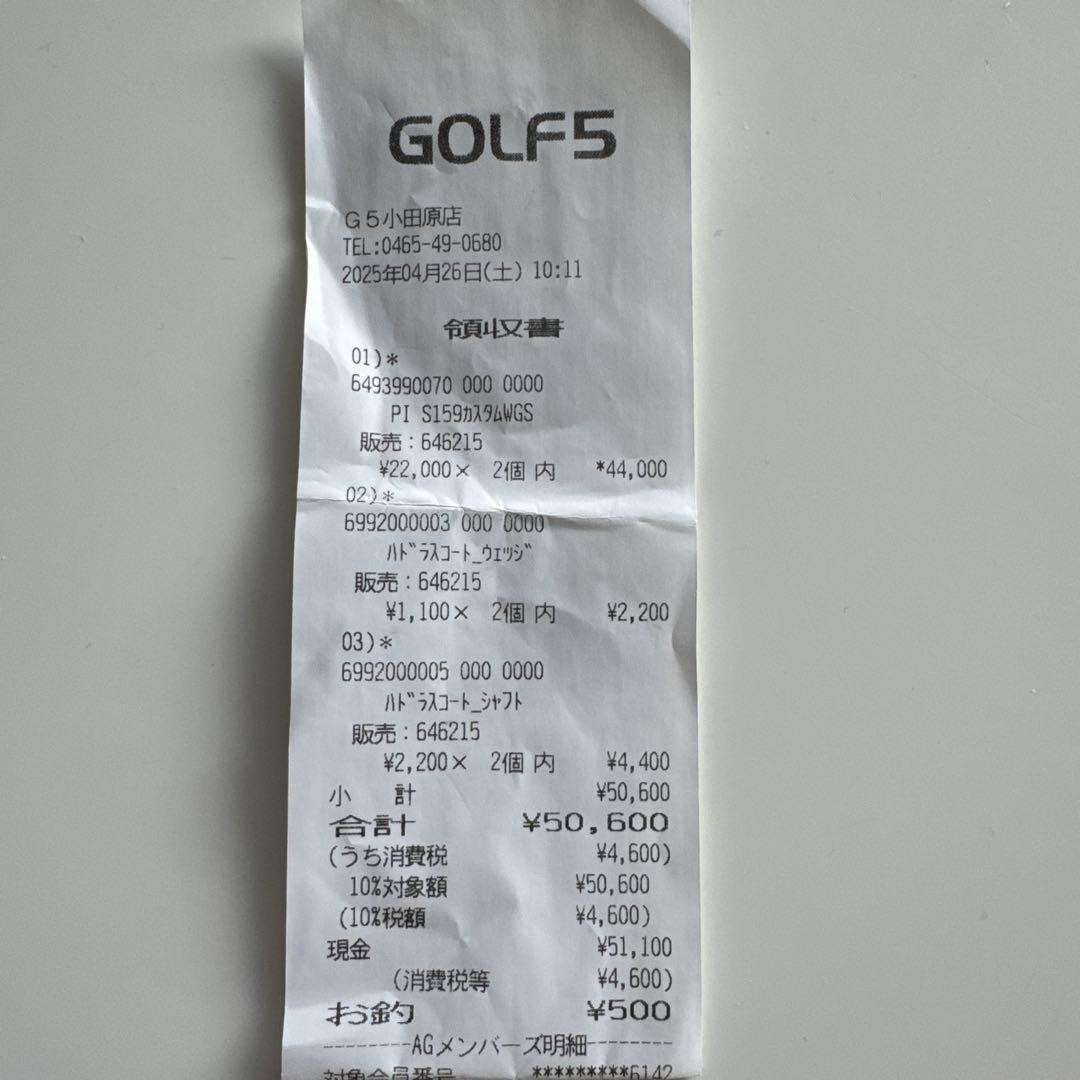 GOLF5
G5小田原店
TEL:0465-49-0680
2025年04月26日(土) 10:11
領収書
01)*
6493990070 000 0000
PI S159ｶｽﾀﾑWGS
販売：646215
¥22,000× 2個 内 *44,000
02)*
6992000003 000 0000
ﾊﾄﾞﾗｽｺｰﾄ_ｳｪｯｼﾞ
販売：646215
¥1,100× 2個 内 ¥2,200
03)*
6992000005 000 0000
ﾊﾄﾞﾗｽｺｰﾄ_ｼｬﾌﾄ
販売：646215
¥2,200× 2個 内 ¥4,400
小 計 ¥50,600
合計 ¥50,600
(うち消費税 ¥4,600)
10%対象額 ¥50,600
(10%税額 ¥4,600)
現金 ¥51,100
(消費税等 ¥4,600)
お釣 ¥500
--------AGメンバーズ明細--------
対象会員番号 *********6142